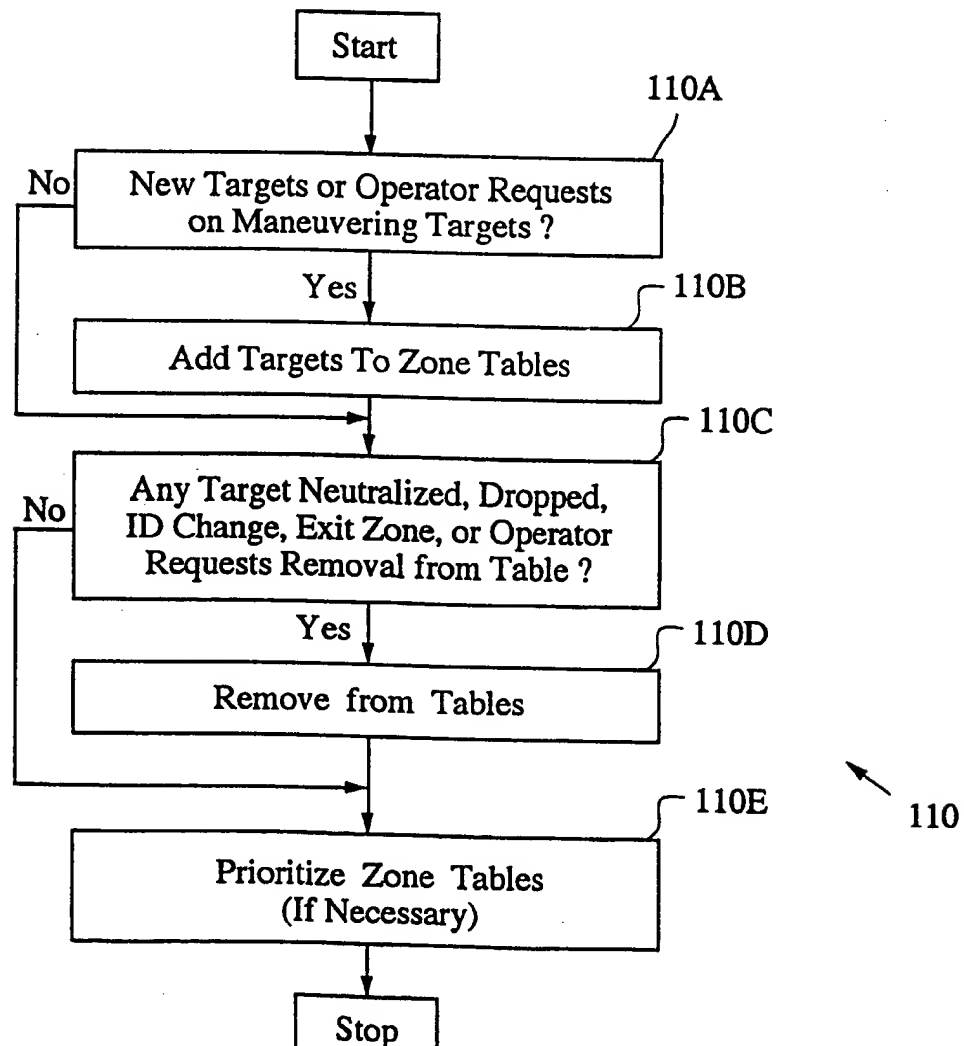 Start
110A
No
New Targets or Operator Requests
on Maneuvering Targets ?
Yes
110B
Add Targets To Zone Tables
110C
No
Any Target Neutralized, Dropped,
ID Change, Exit Zone, or Operator
Requests Removal from Table ?
Yes
110D
Remove from Tables
110E
110
Prioritize Zone Tables
(If Necessary)
Stop